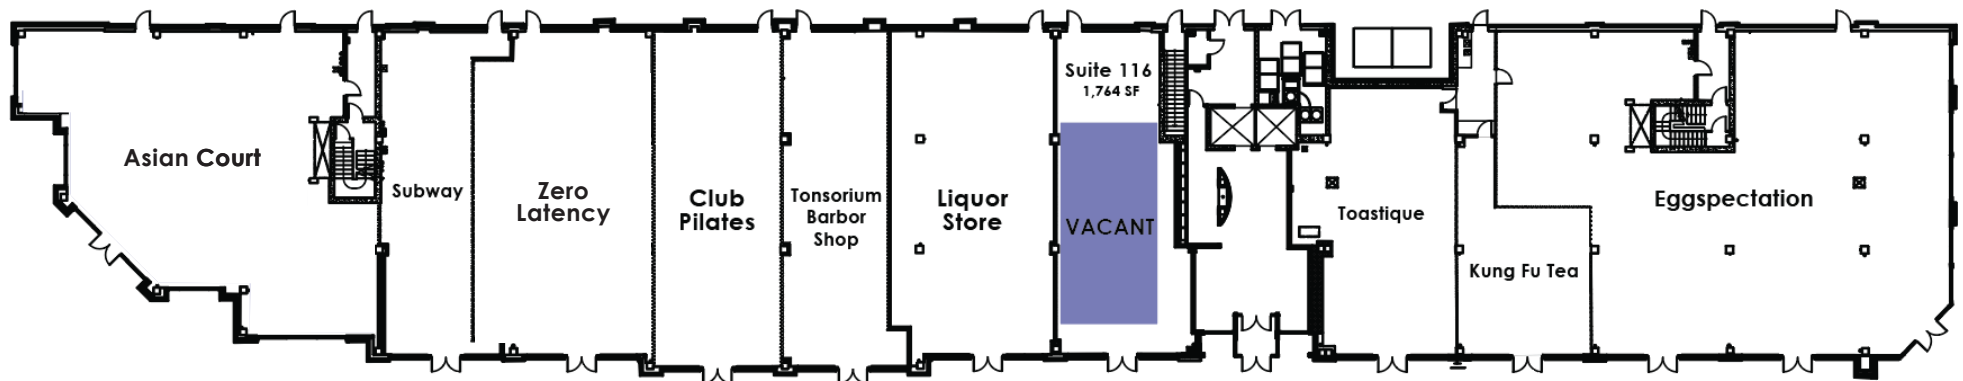 Asian Court
Subway
Zero
Latency
Club
Pilates
Tonsorium
Barbor
Shop
Liquor
Store
Suite 116
1,764 SF
VACANT
Toastique
Kung Fu Tea
Eggspectation